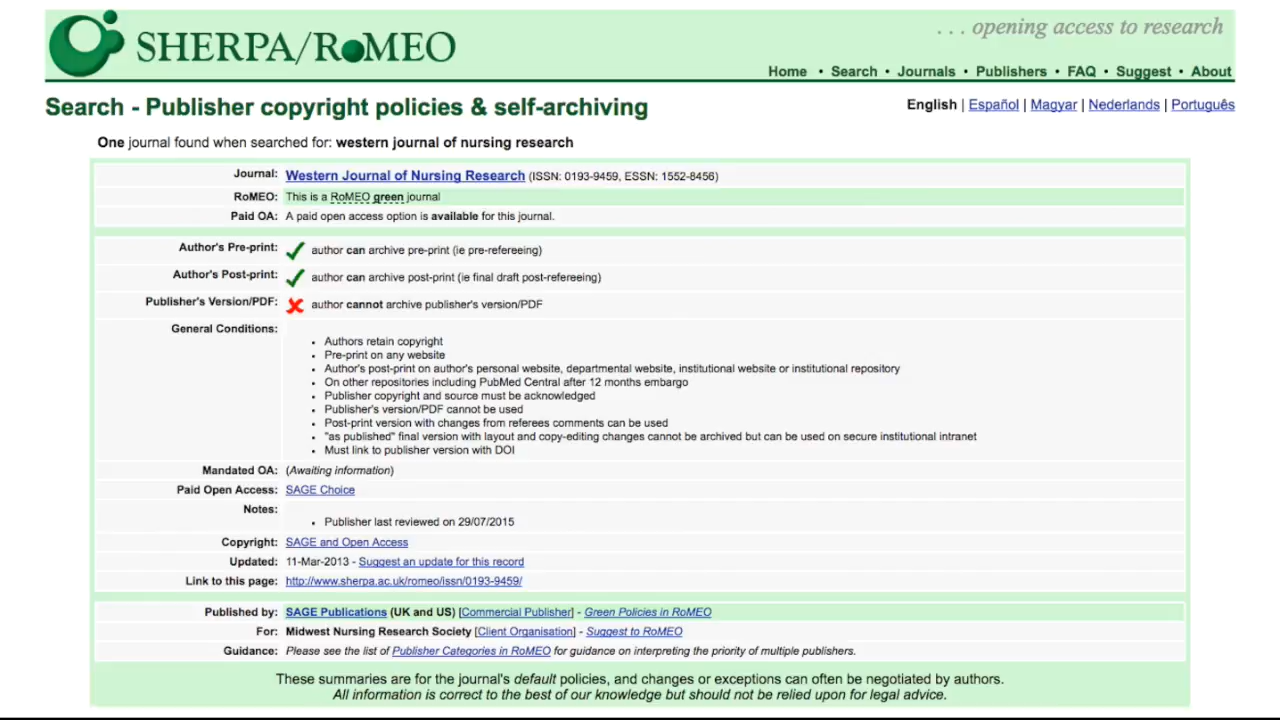 SHERPA/RoMEO
. . . opening access to research
Home • Search • Journals • Publishers • FAQ • Suggest • About
Search - Publisher copyright policies & self-archiving
English | Español | Magyar | Nederlands | Português
One journal found when searched for: western journal of nursing research
Journal: Western Journal of Nursing Research (ISSN: 0193-9459, ESSN: 1552-8456)
RoMEO: This is a RoMEO green journal
Paid OA: A paid open access option is available for this journal.
Author's Pre-print: author can archive pre-print (ie pre-refereeing)
Author's Post-print: author can archive post-print (ie final draft post-refereeing)
Publisher's Version/PDF: author cannot archive publisher's version/PDF
General Conditions:
• Authors retain copyright
• Pre-print on any website
• Author's post-print on author's personal website, departmental website, institutional website or institutional repository
• On other repositories including PubMed Central after 12 months embargo
• Publisher copyright and source must be acknowledged
• Publisher's version/PDF cannot be used
• Post-print version with changes from referees comments can be used
• "as published" final version with layout and copy-editing changes cannot be archived but can be used on secure institutional intranet
• Must link to publisher version with DOI
Mandated OA: (Awaiting information)
Paid Open Access: SAGE Choice
Notes:
• Publisher last reviewed on 29/07/2015
Copyright: SAGE and Open Access
Updated: 11-Mar-2013 - Suggest an update for this record
Link to this page: http://www.sherpa.ac.uk/romeo/issn/0193-9459/
Published by: SAGE Publications (UK and US) [Commercial Publisher] - Green Policies in RoMEO
For: Midwest Nursing Research Society [Client Organisation] - Suggest to RoMEO
Guidance: Please see the list of Publisher Categories in RoMEO for guidance on interpreting the priority of multiple publishers.
These summaries are for the journal's default policies, and changes or exceptions can often be negotiated by authors.
All information is correct to the best of our knowledge but should not be relied upon for legal advice.